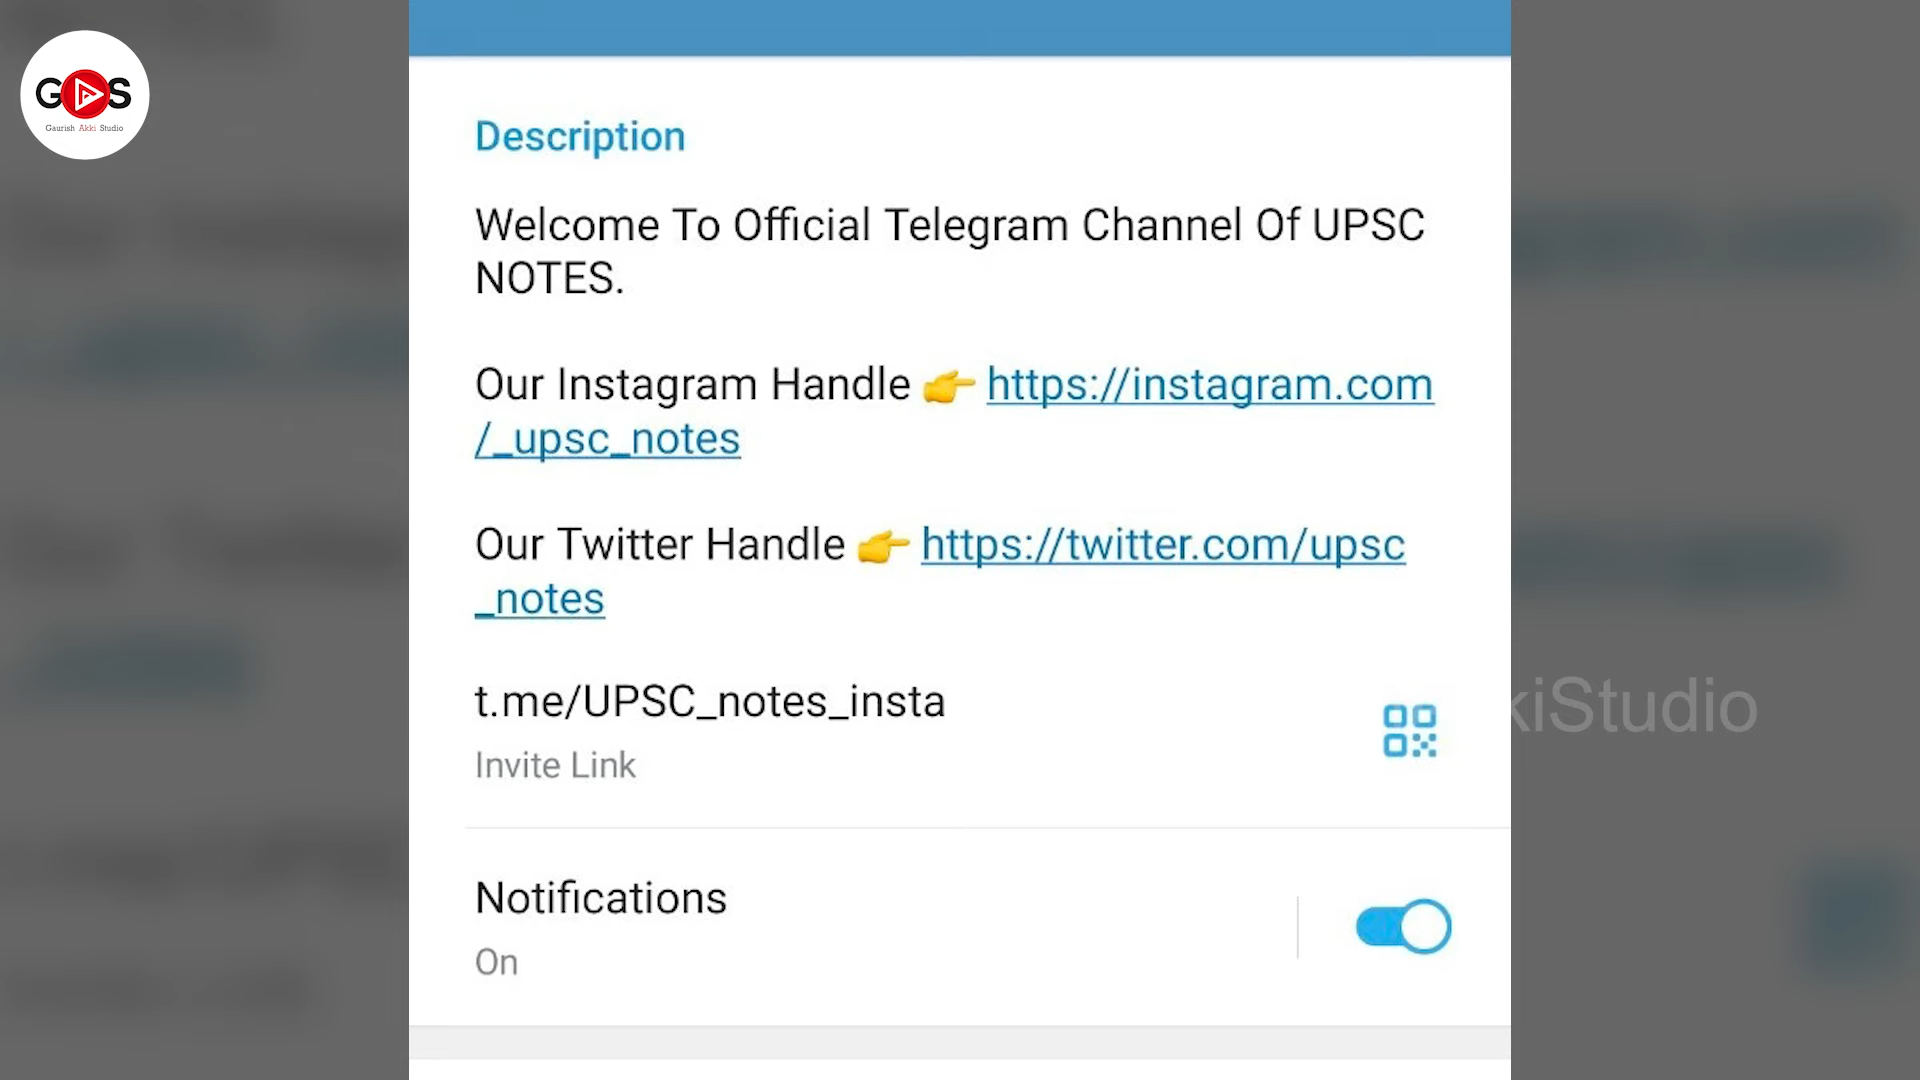 GAS
Gaurish Akki Studio
Description
Welcome To Official Telegram Channel Of UPSC
NOTES.
Our Instagram Handle 👉 https://instagram.com
/_upsc_notes
Our Twitter Handle 👉 https://twitter.com/upsc
_notes
t.me/UPSC_notes_insta
Invite Link
kiStudio
Notifications
On